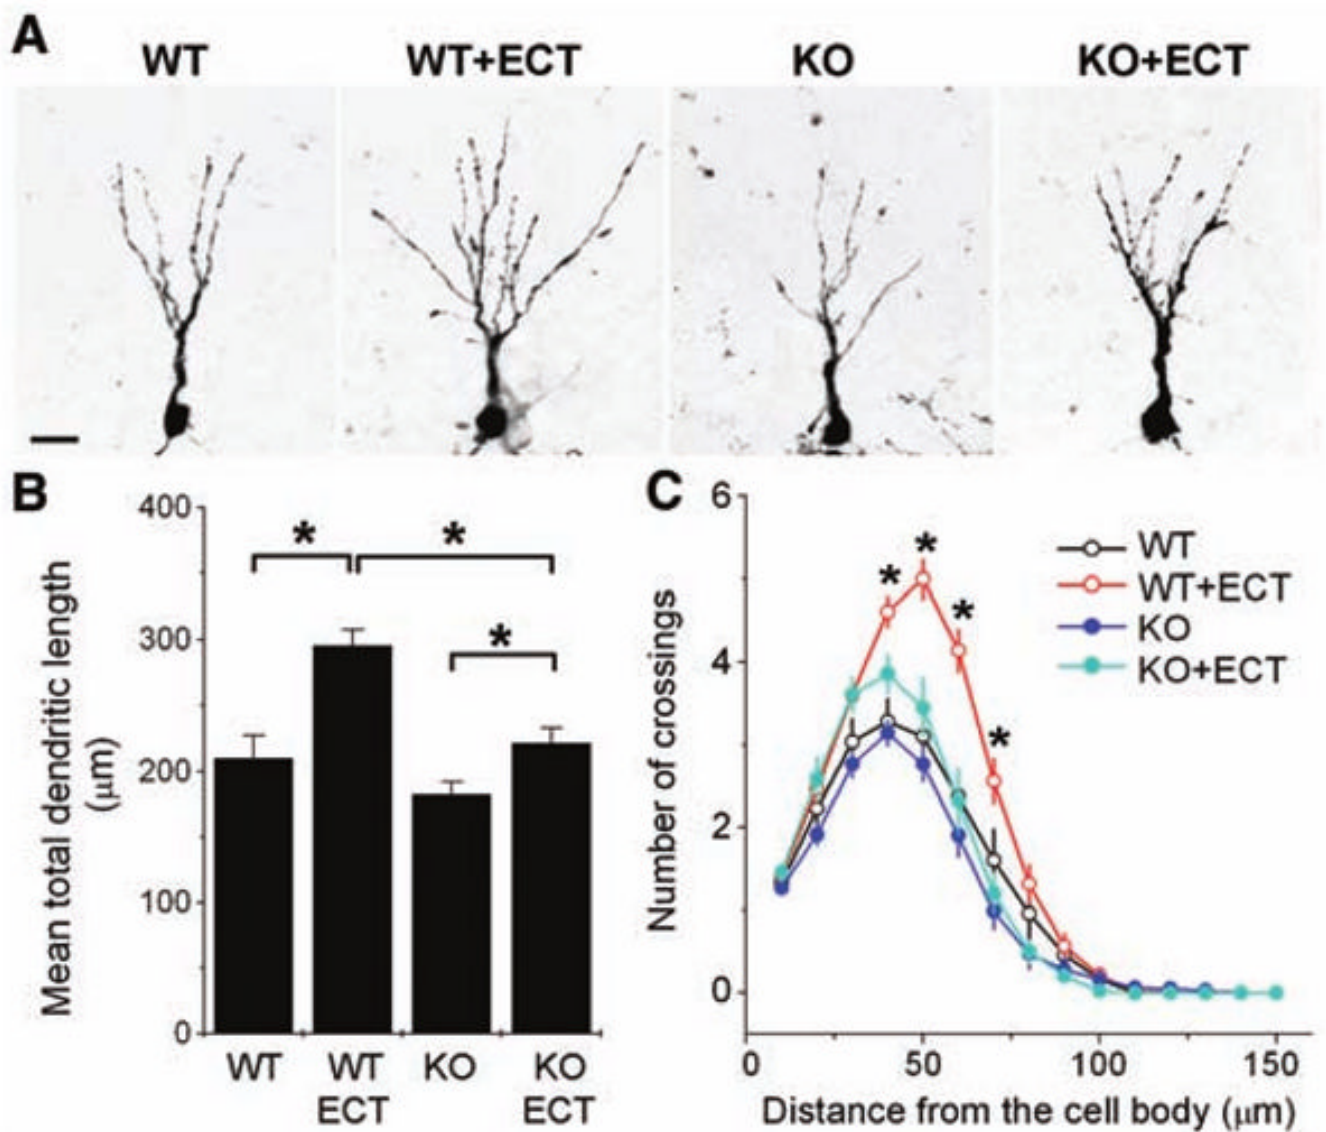 A
WT
WT+ECT
KO
KO+ECT
B
Mean total dendritic length
(μm)
400
300
200
100
0
*
*
*
WT
WT
ECT
KO
KO
ECT
C
Number of crossings
6
4
2
0
*
*
*
*
WT
WT+ECT
KO
KO+ECT
0
50
100
150
Distance from the cell body (μm)